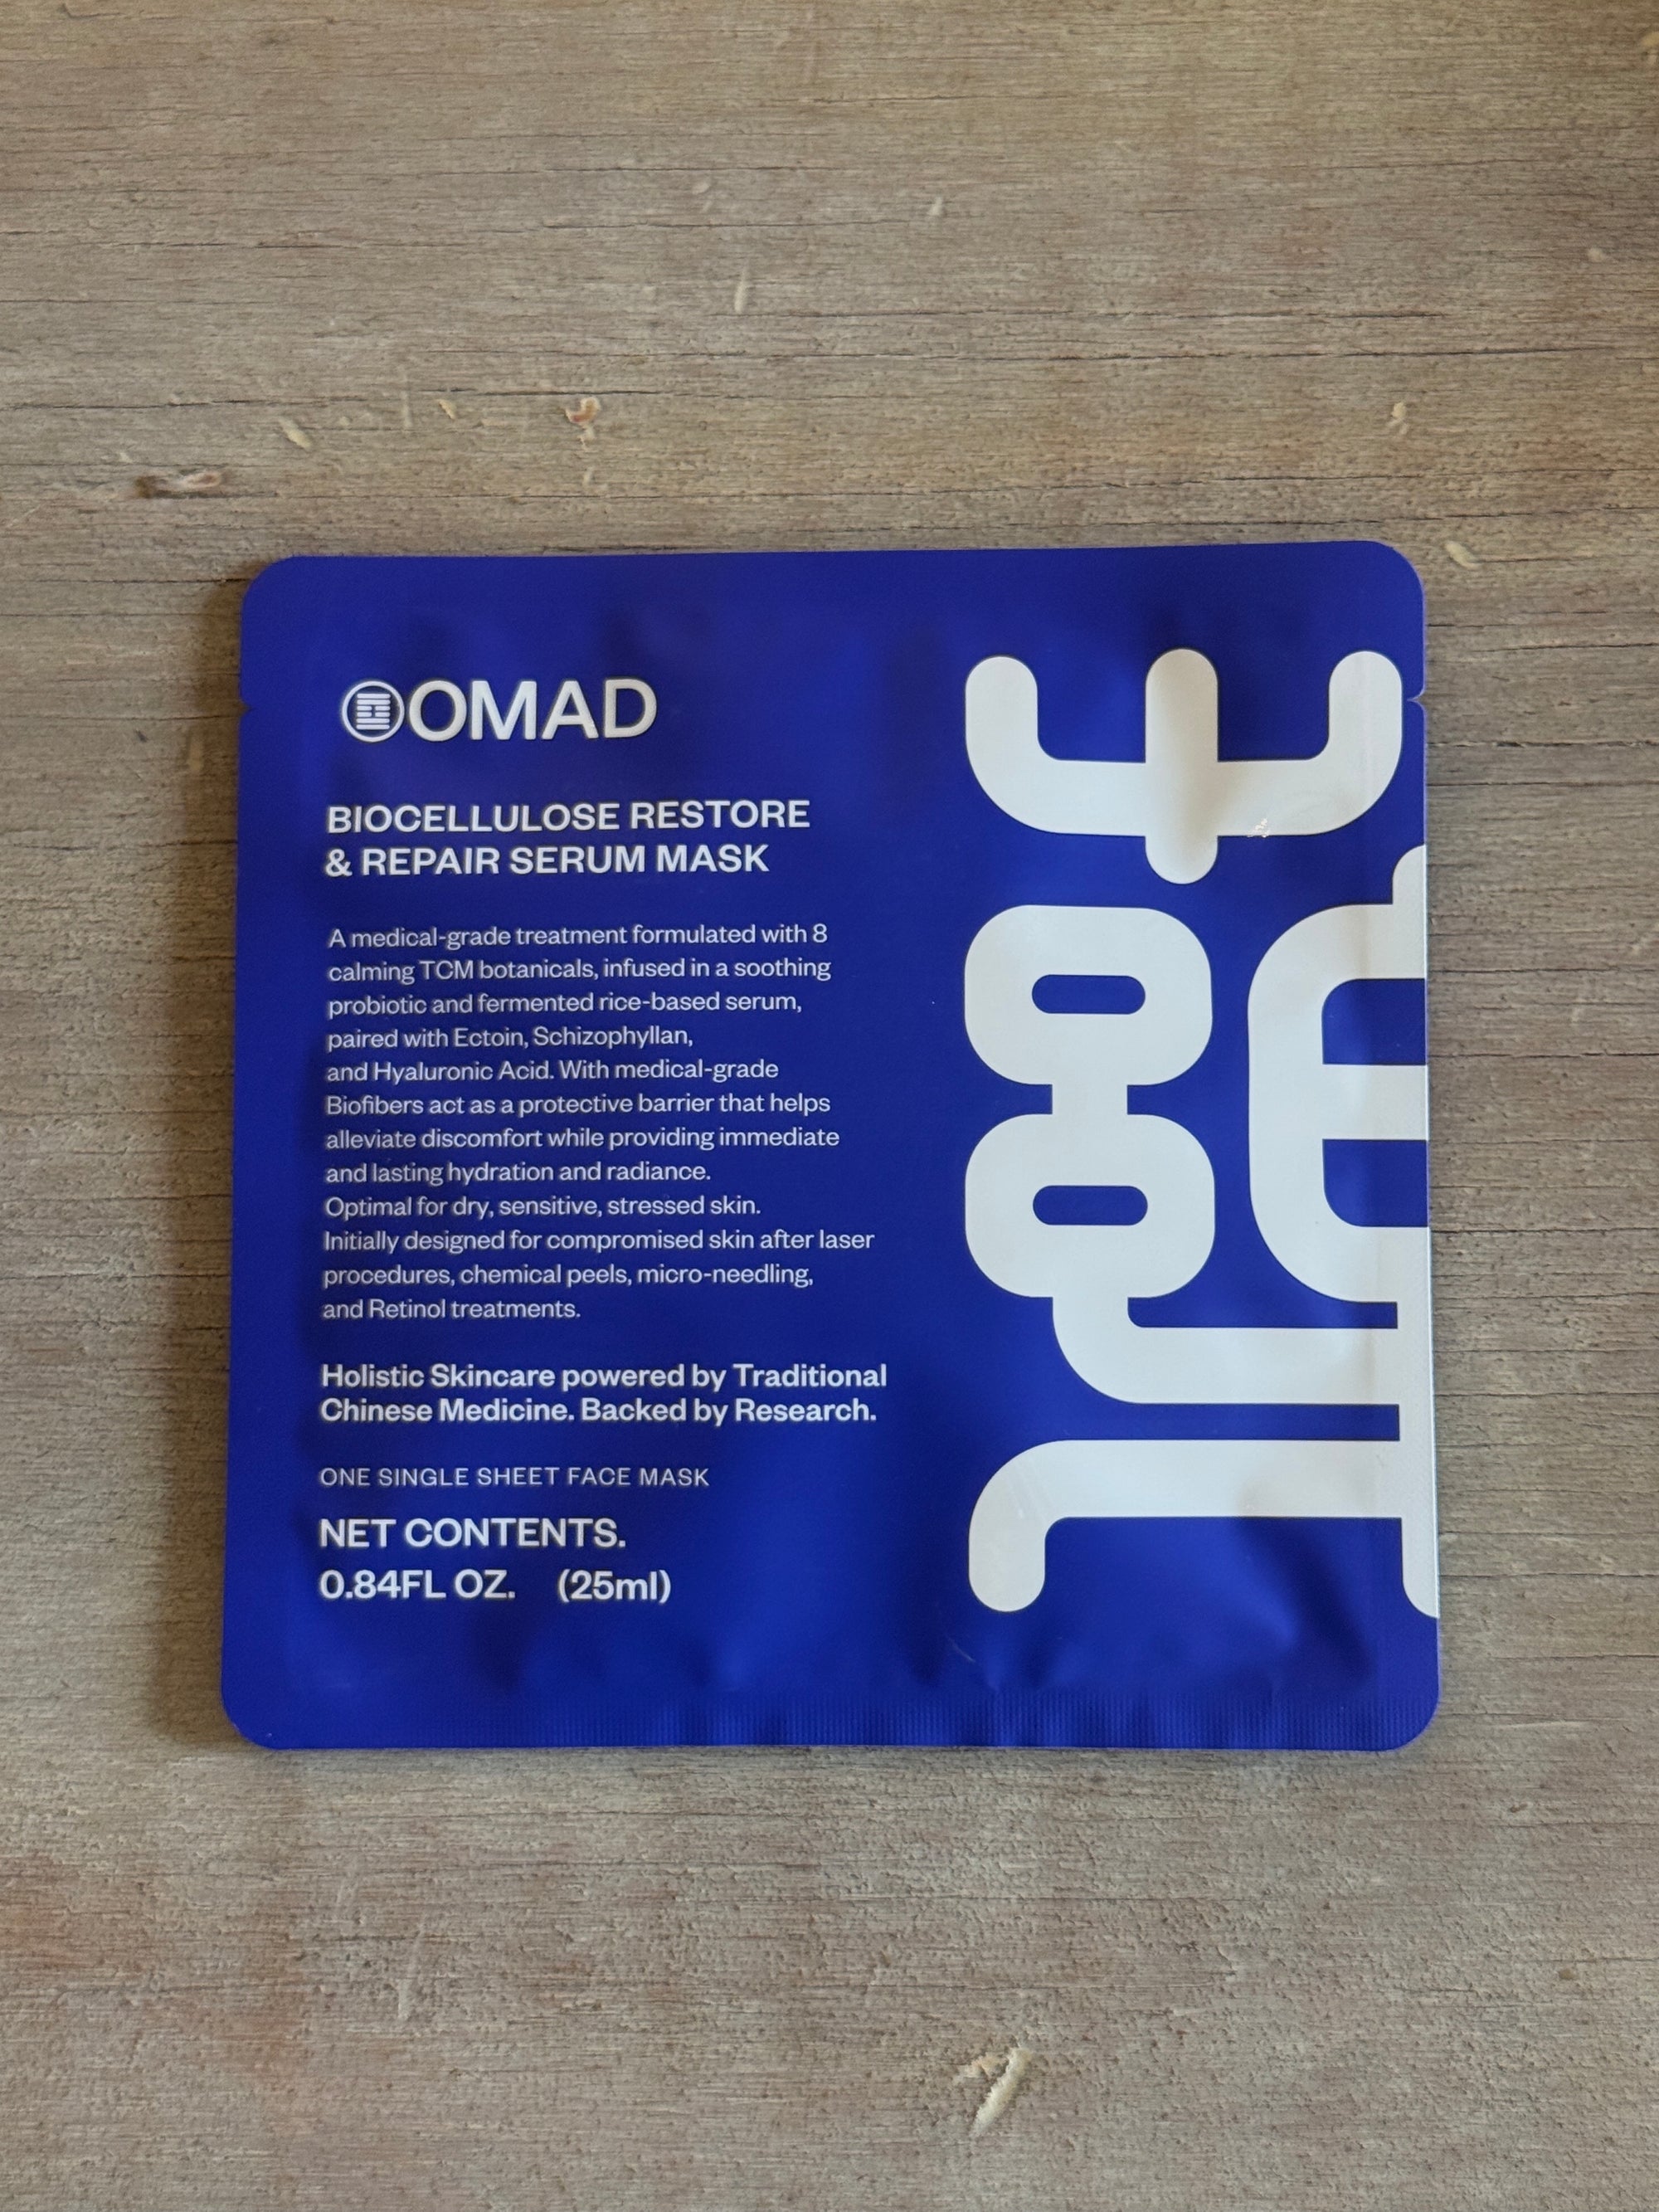 OMAD
BIOCELLULOSE RESTORE
& REPAIR SERUM MASK
A medical-grade treatment formulated with 8
calming TCM botanicals, infused in a soothing
probiotic and fermented rice-based serum,
paired with Ectoin, Schizophyllan,
and Hyaluronic Acid. With medical-grade
Biofibers act as a protective barrier that helps
alleviate discomfort while providing immediate
and lasting hydration and radiance.
Optimal for dry, sensitive, stressed skin.
Initially designed for compromised skin after laser
procedures, chemical peels, micro-needling,
and Retinol treatments.
Holistic Skincare powered by Traditional
Chinese Medicine. Backed by Research.
ONE SINGLE SHEET FACE MASK
NET CONTENTS.
0.84FL OZ. (25ml)